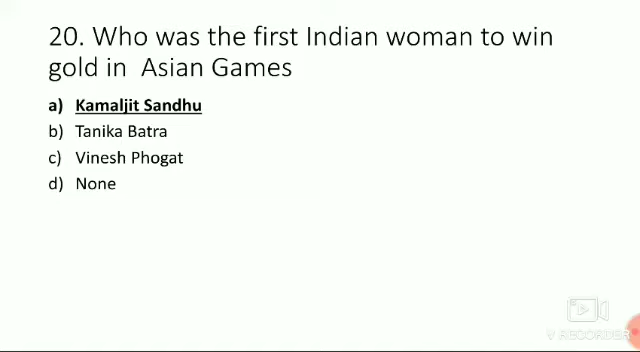 20. Who was the first Indian woman to win
gold in Asian Games
a) Kamaljit Sandhu
b) Tanika Batra
c) Vinesh Phogat
d) None
V RECORDER